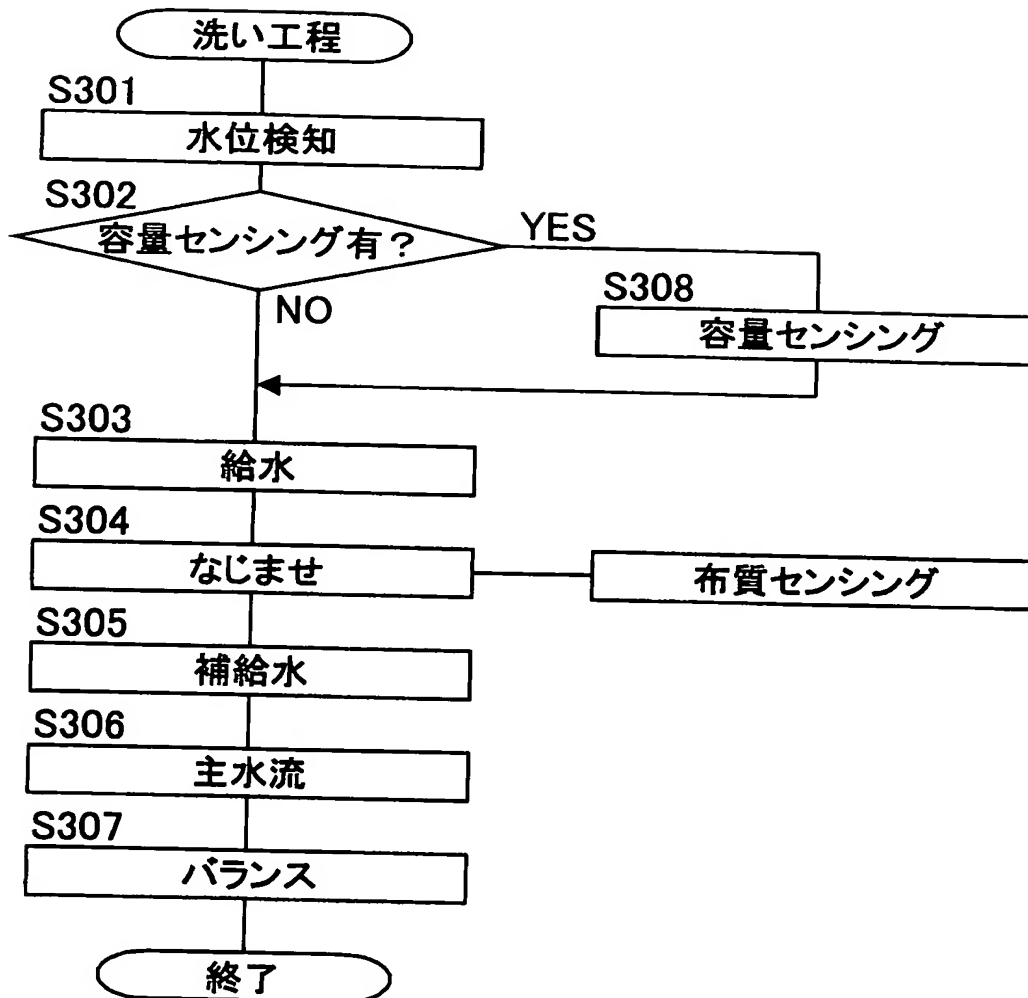 洗い工程
S301
水位検知
S302
容量センシング有？
YES
NO
S308
容量センシング
S303
給水
S304
なじませ
布質センシング
S305
補給水
S306
主水流
S307
バランス
終了